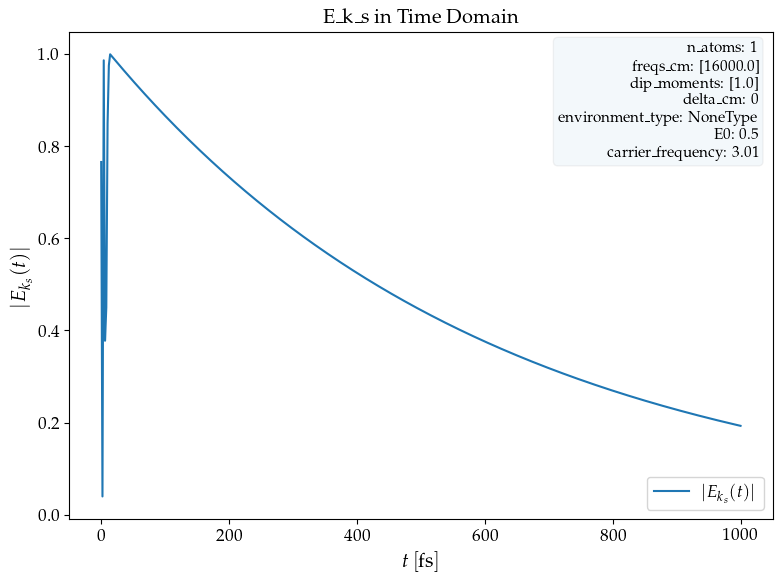 E_k_s in Time Domain
n_atoms: 1
freqs_cm: [16000.0]
dip_moments: [1.0]
delta_cm: 0
environment_type: NoneType
E0: 0.5
carrier_frequency: 3.01
1.0
0.8
0.6
0.4
0.2
0.0
|E_{k_s}(t)|
|E_{k_s}(t)|
0 200 400 600 800 1000
t [fs]